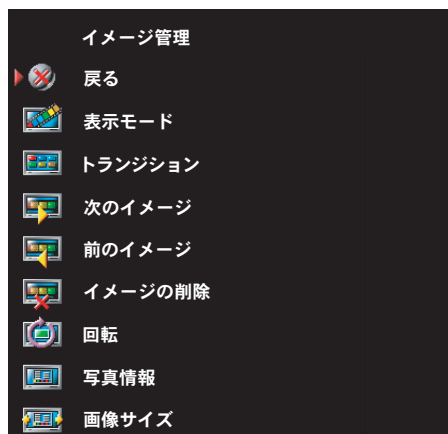 イメージ管理
戻る
表示モード
トランジション
次のイメージ
前のイメージ
イメージの削除
回転
写真情報
画像サイズ